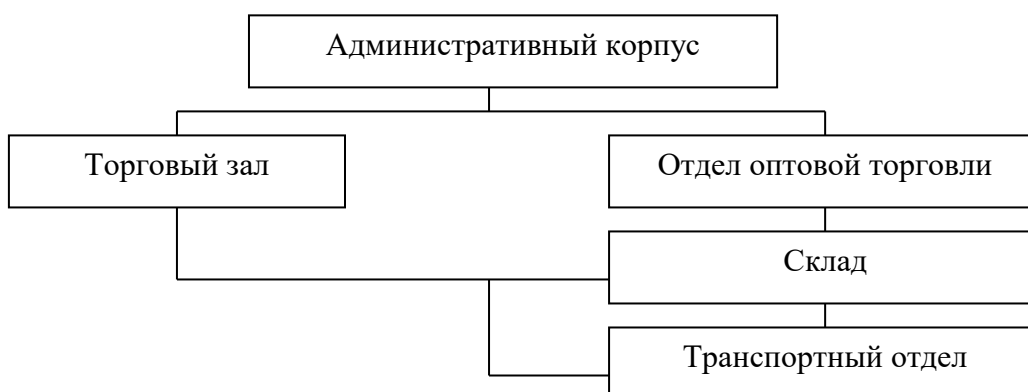 Административный корпус
Торговый зал
Отдел оптовой торговли
Склад
Транспортный отдел